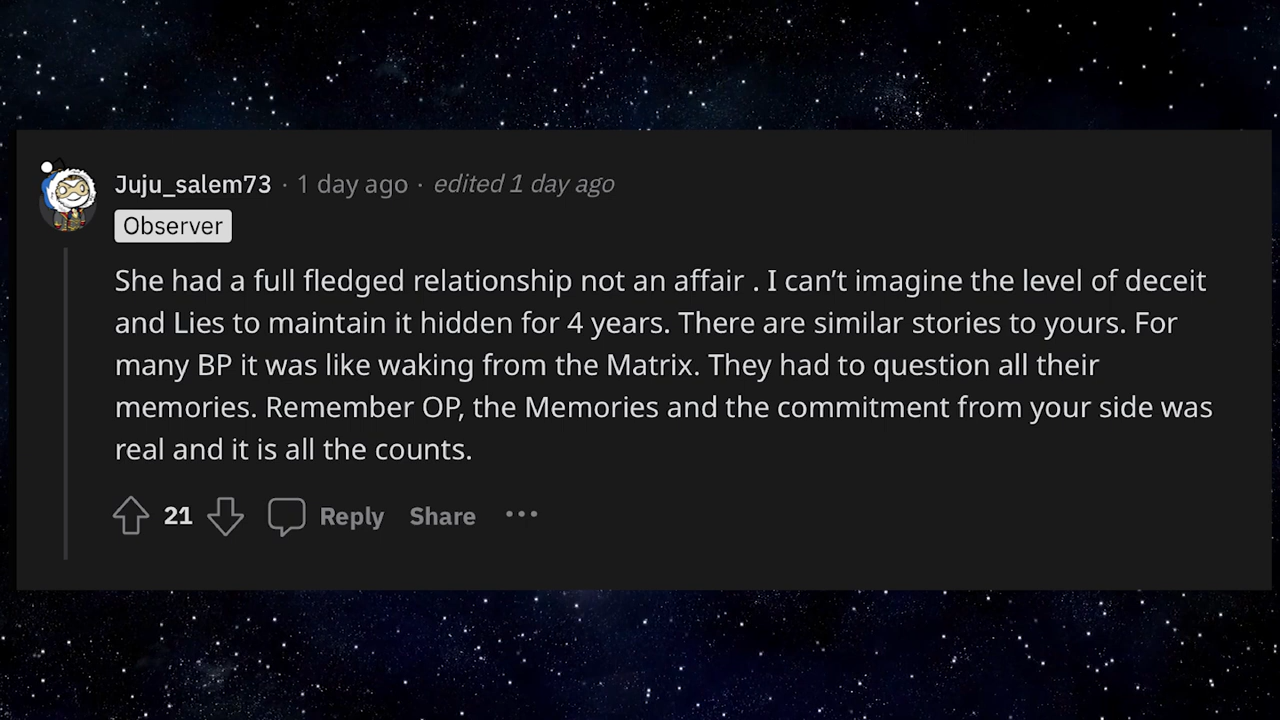 Juju_salem73 · 1 day ago · edited 1 day ago
Observer
She had a full fledged relationship not an affair . I can’t imagine the level of deceit
and Lies to maintain it hidden for 4 years. There are similar stories to yours. For
many BP it was like waking from the Matrix. They had to question all their
memories. Remember OP, the Memories and the commitment from your side was
real and it is all the counts.
21 Reply Share ···